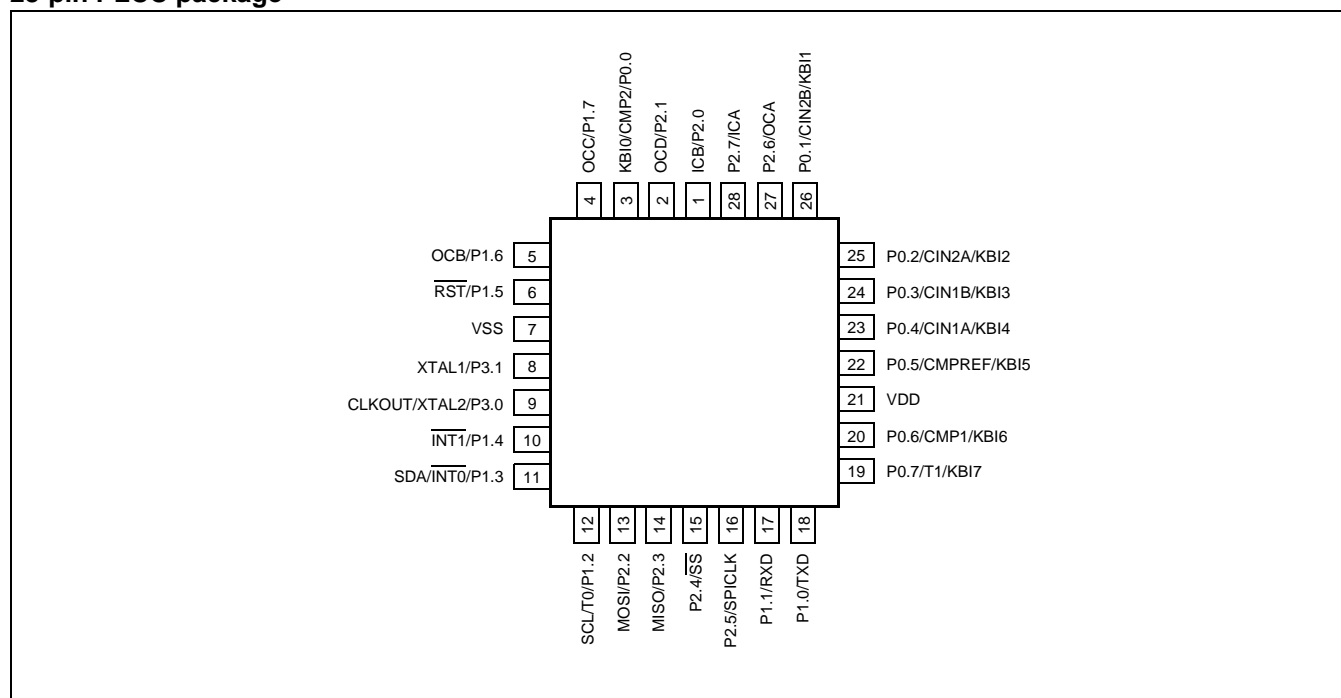 OCC/P1.7
KBI0/CMP2/P0.0
OCD/P2.1
ICB/P2.0
P2.7/ICA
P2.6/OCA
P0.1/CIN2B/KBI1
4
3
2
1
28
27
26
OCB/P1.6 5
RST/P1.5 6
VSS 7
XTAL1/P3.1 8
CLKOUT/XTAL2/P3.0 9
INT1/P1.4 10
SDA/INT0/P1.3 11
25 P0.2/CIN2A/KBI2
24 P0.3/CIN1B/KBI3
23 P0.4/CIN1A/KBI4
22 P0.5/CMPREF/KBI5
21 VDD
20 P0.6/CMP1/KBI6
19 P0.7/T1/KBI7
12
13
14
15
16
17
18
SCL/T0/P1.2
MOSI/P2.2
MISO/P2.3
P2.4/SS
P2.5/SPICLK
P1.1/RXD
P1.0/TXD